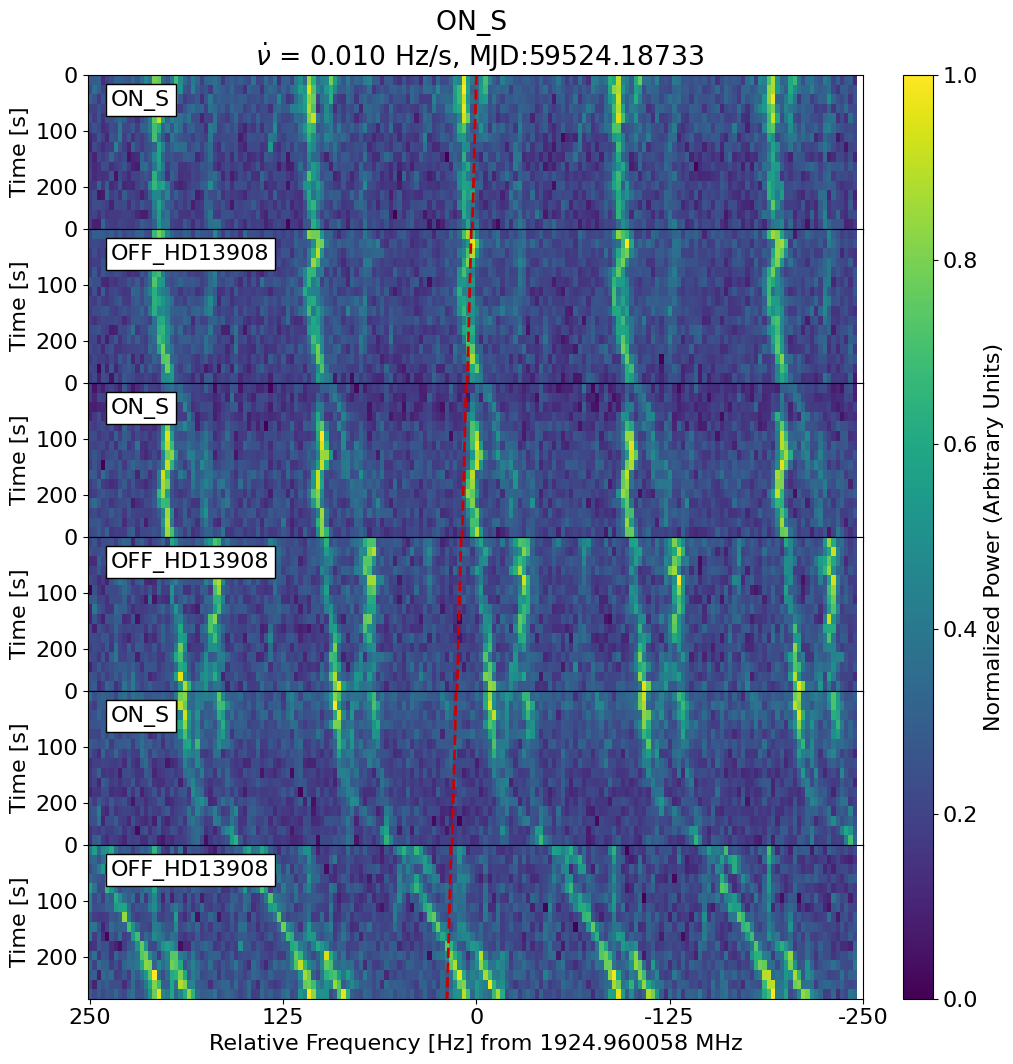 ON_S
ν̇ = 0.010 Hz/s, MJD:59524.18733
0
ON_S
100
Time [s]
200
0
OFF_HD13908
100
Time [s]
200
0
ON_S
100
Time [s]
200
0
OFF_HD13908
100
Time [s]
200
0
ON_S
100
Time [s]
200
0
OFF_HD13908
100
Time [s]
200
250 125 0 -125 -250
Relative Frequency [Hz] from 1924.960058 MHz
1.0
0.8
0.6
0.4
0.2
0.0
Normalized Power (Arbitrary Units)